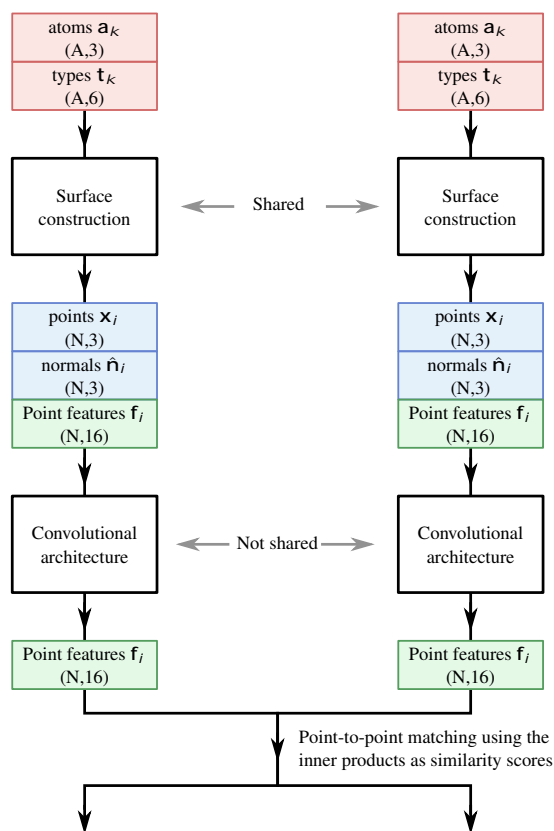 atoms a_k
(A,3)
types t_k
(A,6)
atoms a_k
(A,3)
types t_k
(A,6)
Surface
construction
Shared
Surface
construction
points x_i
(N,3)
normals n̂_i
(N,3)
Point features f_i
(N,16)
points x_i
(N,3)
normals n̂_i
(N,3)
Point features f_i
(N,16)
Convolutional
architecture
Not shared
Convolutional
architecture
Point features f_i
(N,16)
Point features f_i
(N,16)
Point-to-point matching using the
inner products as similarity scores